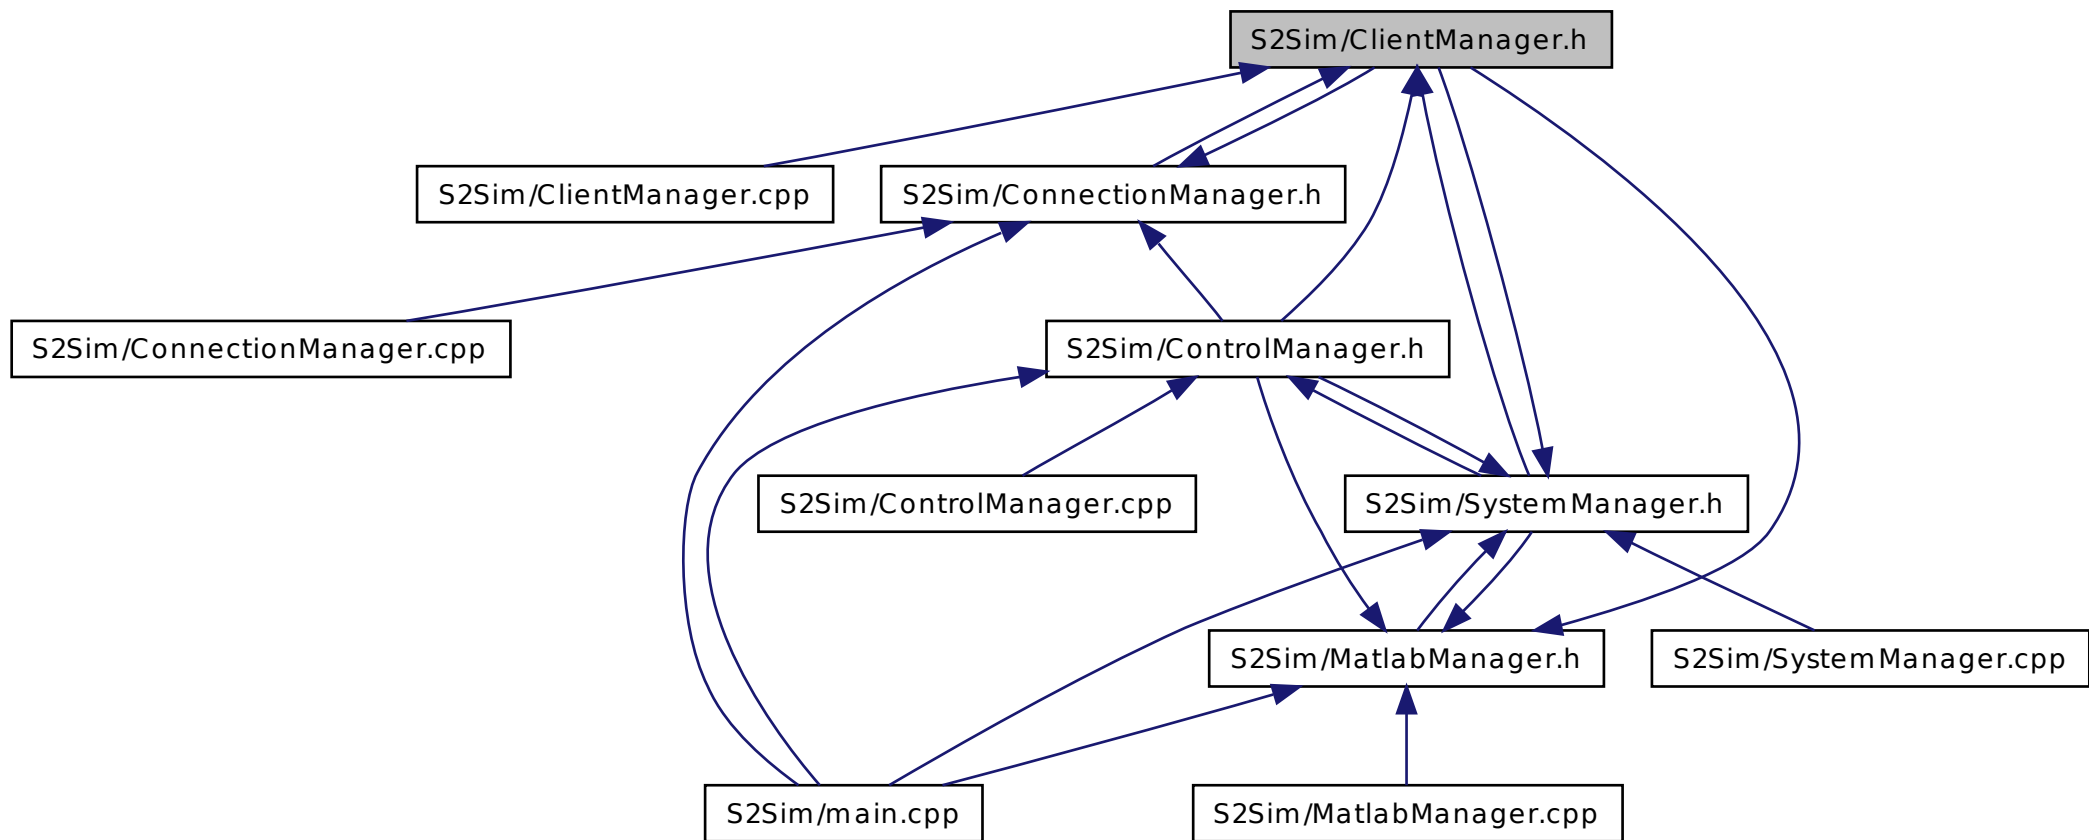 S2Sim/ClientManager.h
S2Sim/ClientManager.cpp
S2Sim/ConnectionManager.h
S2Sim/ConnectionManager.cpp
S2Sim/ControlManager.h
S2Sim/ControlManager.cpp
S2Sim/SystemManager.h
S2Sim/MatlabManager.h
S2Sim/SystemManager.cpp
S2Sim/main.cpp
S2Sim/MatlabManager.cpp